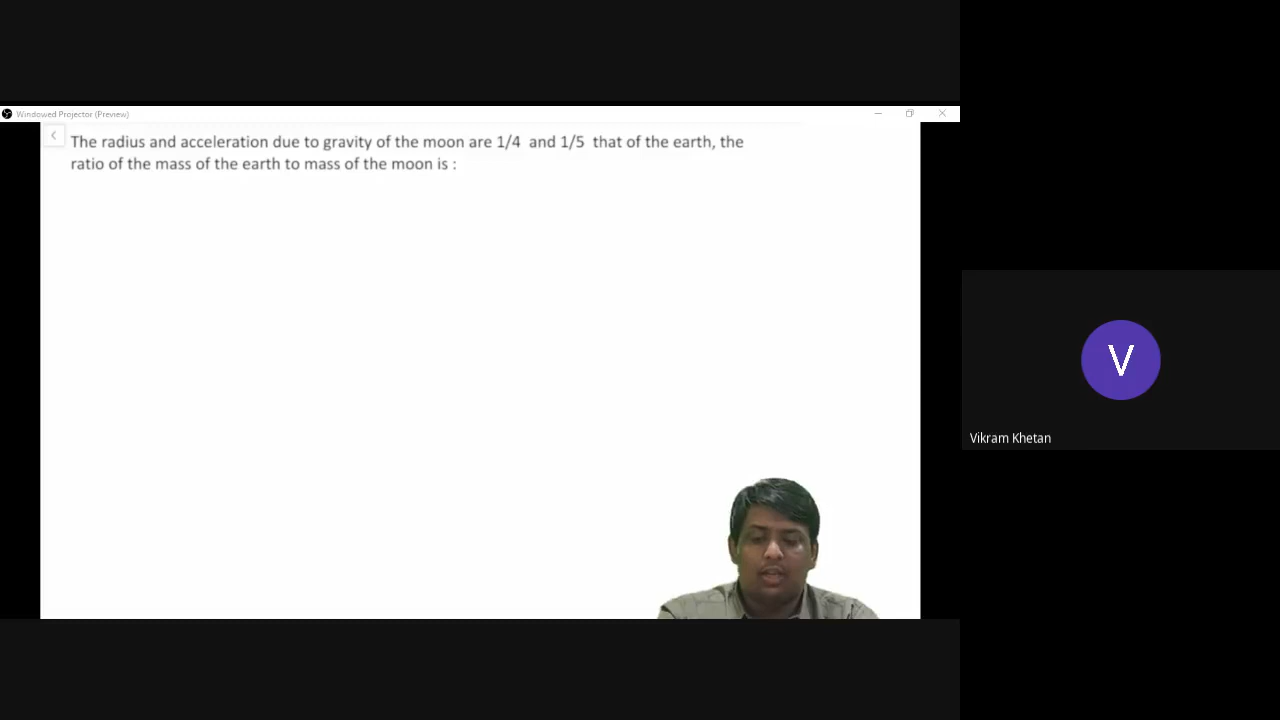 Windowed Projector (Preview)
The radius and acceleration due to gravity of the moon are 1/4 and 1/5 that of the earth, the
ratio of the mass of the earth to mass of the moon is :
V
Vikram Khetan